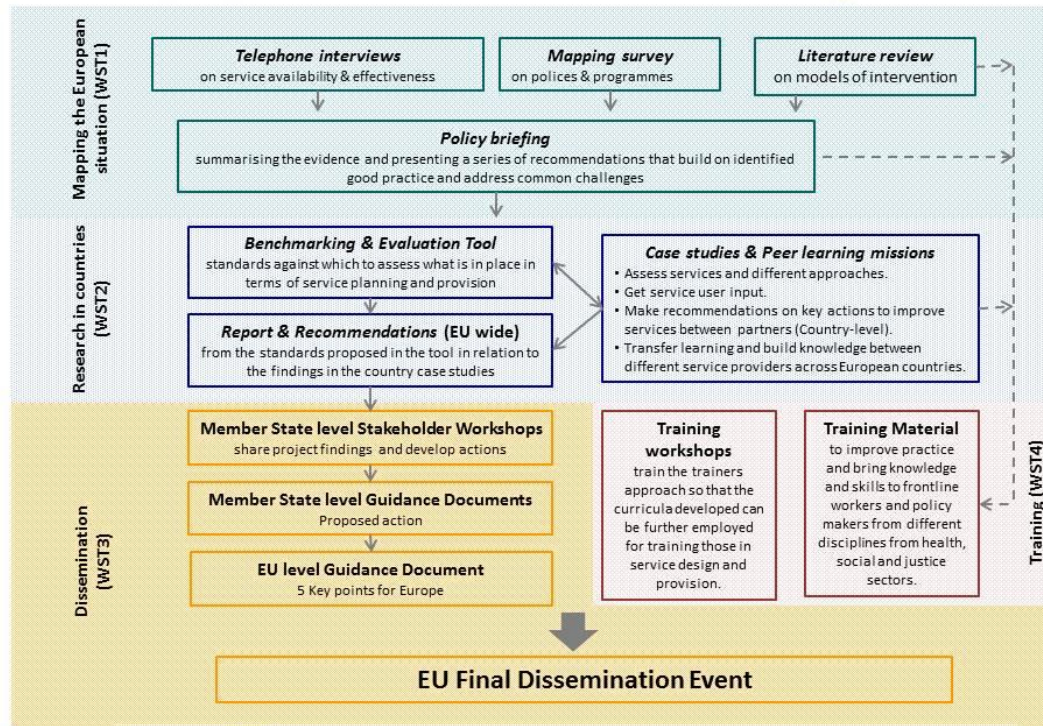 Mapping the European
situation (WST1)
Telephone interviews
on service availability & effectiveness
Mapping survey
on polices & programmes
Literature review
on models of intervention
Policy briefing
summarising the evidence and presenting a series of recommendations that build on identified
good practice and address common challenges
Research in countries
(WST2)
Benchmarking & Evaluation Tool
standards against which to assess what is in place in
terms of service planning and provision
Report & Recommendations (EU wide)
from the standards proposed in the tool in relation to
the findings in the country case studies
Case studies & Peer learning missions
▪ Assess services and different approaches.
▪ Get service user input.
▪ Make recommendations on key actions to improve
services between partners (Country-level).
▪ Transfer learning and build knowledge between
different service providers across European countries.
Dissemination
(WST3)
Member State level Stakeholder Workshops
share project findings and develop actions
Member State level Guidance Documents
Proposed action
EU level Guidance Document
5 Key points for Europe
Training
workshops
train the trainers
approach so that the
curricula developed can
be further employed
for training those in
service design and
provision.
Training Material
to improve practice
and bring knowledge
and skills to frontline
workers and policy
makers from different
disciplines from health,
social and justice
sectors.
Training (WST4)
EU Final Dissemination Event